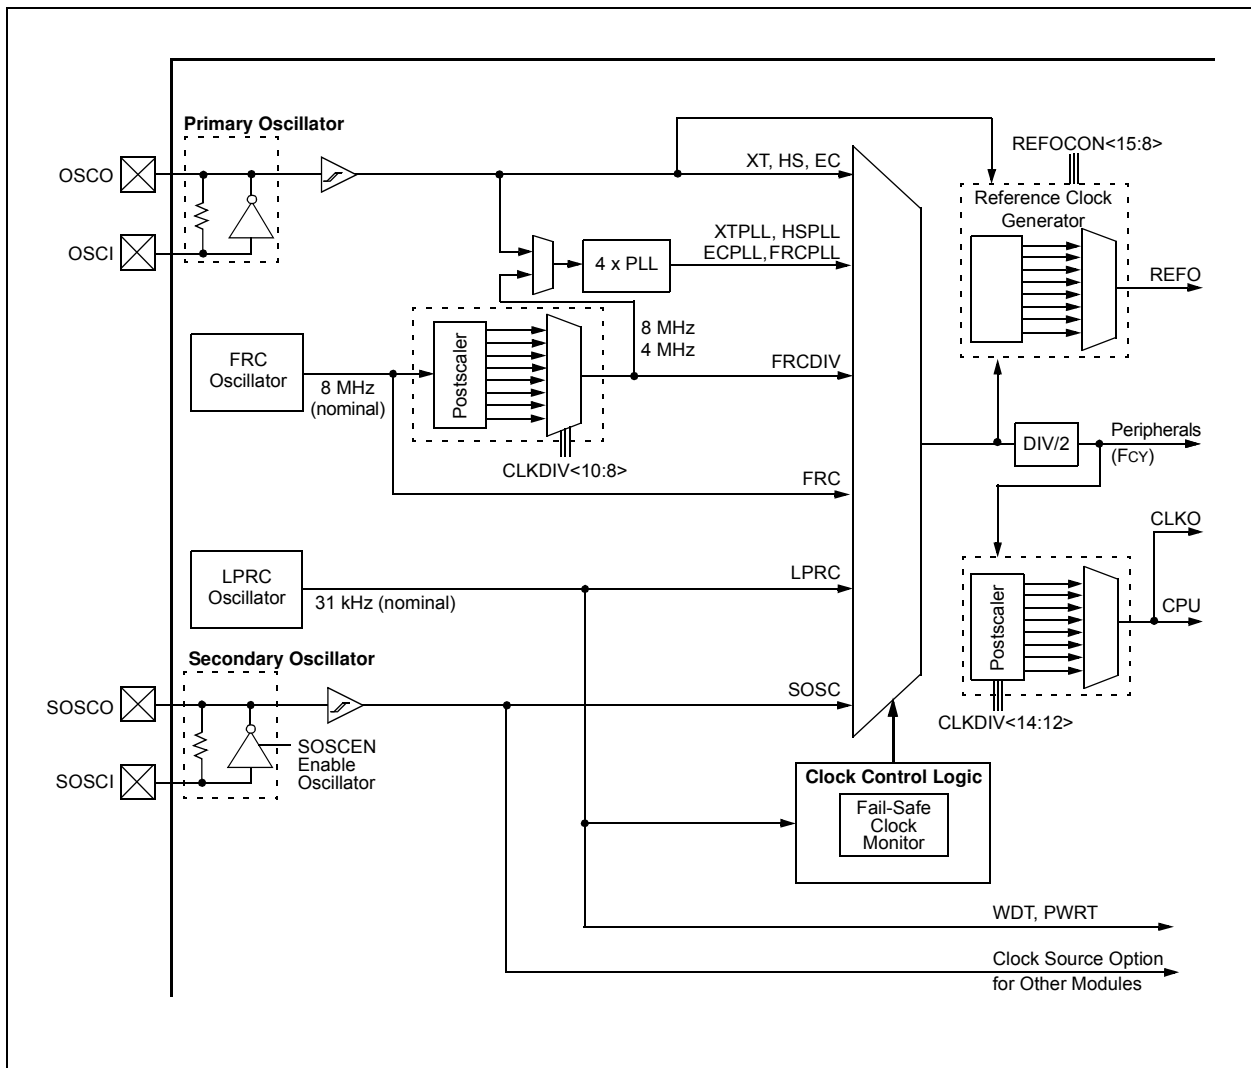 Primary Oscillator
OSCO
OSCI
XT, HS, EC
XTPLL, HSPLL
ECPLL,FRCPLL
4 x PLL
REFOCON<15:8>
Reference Clock
Generator
REFO
8 MHz
4 MHz
FRC
Oscillator
8 MHz
(nominal)
Postscaler
CLKDIV<10:8>
FRCDIV
FRC
DIV/2
Peripherals
(FCY)
CLKO
CPU
Postscaler
CLKDIV<14:12>
LPRC
Oscillator
31 kHz (nominal)
LPRC
Secondary Oscillator
SOSCO
SOSCI
SOSCEN
Enable
Oscillator
SOSC
Clock Control Logic
Fail-Safe
Clock
Monitor
WDT, PWRT
Clock Source Option
for Other Modules